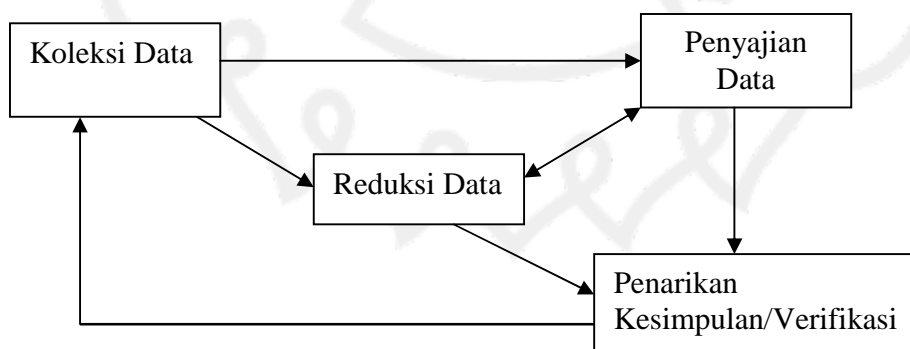 Koleksi Data
Penyajian
Data
Reduksi Data
Penarikan
Kesimpulan/Verifikasi